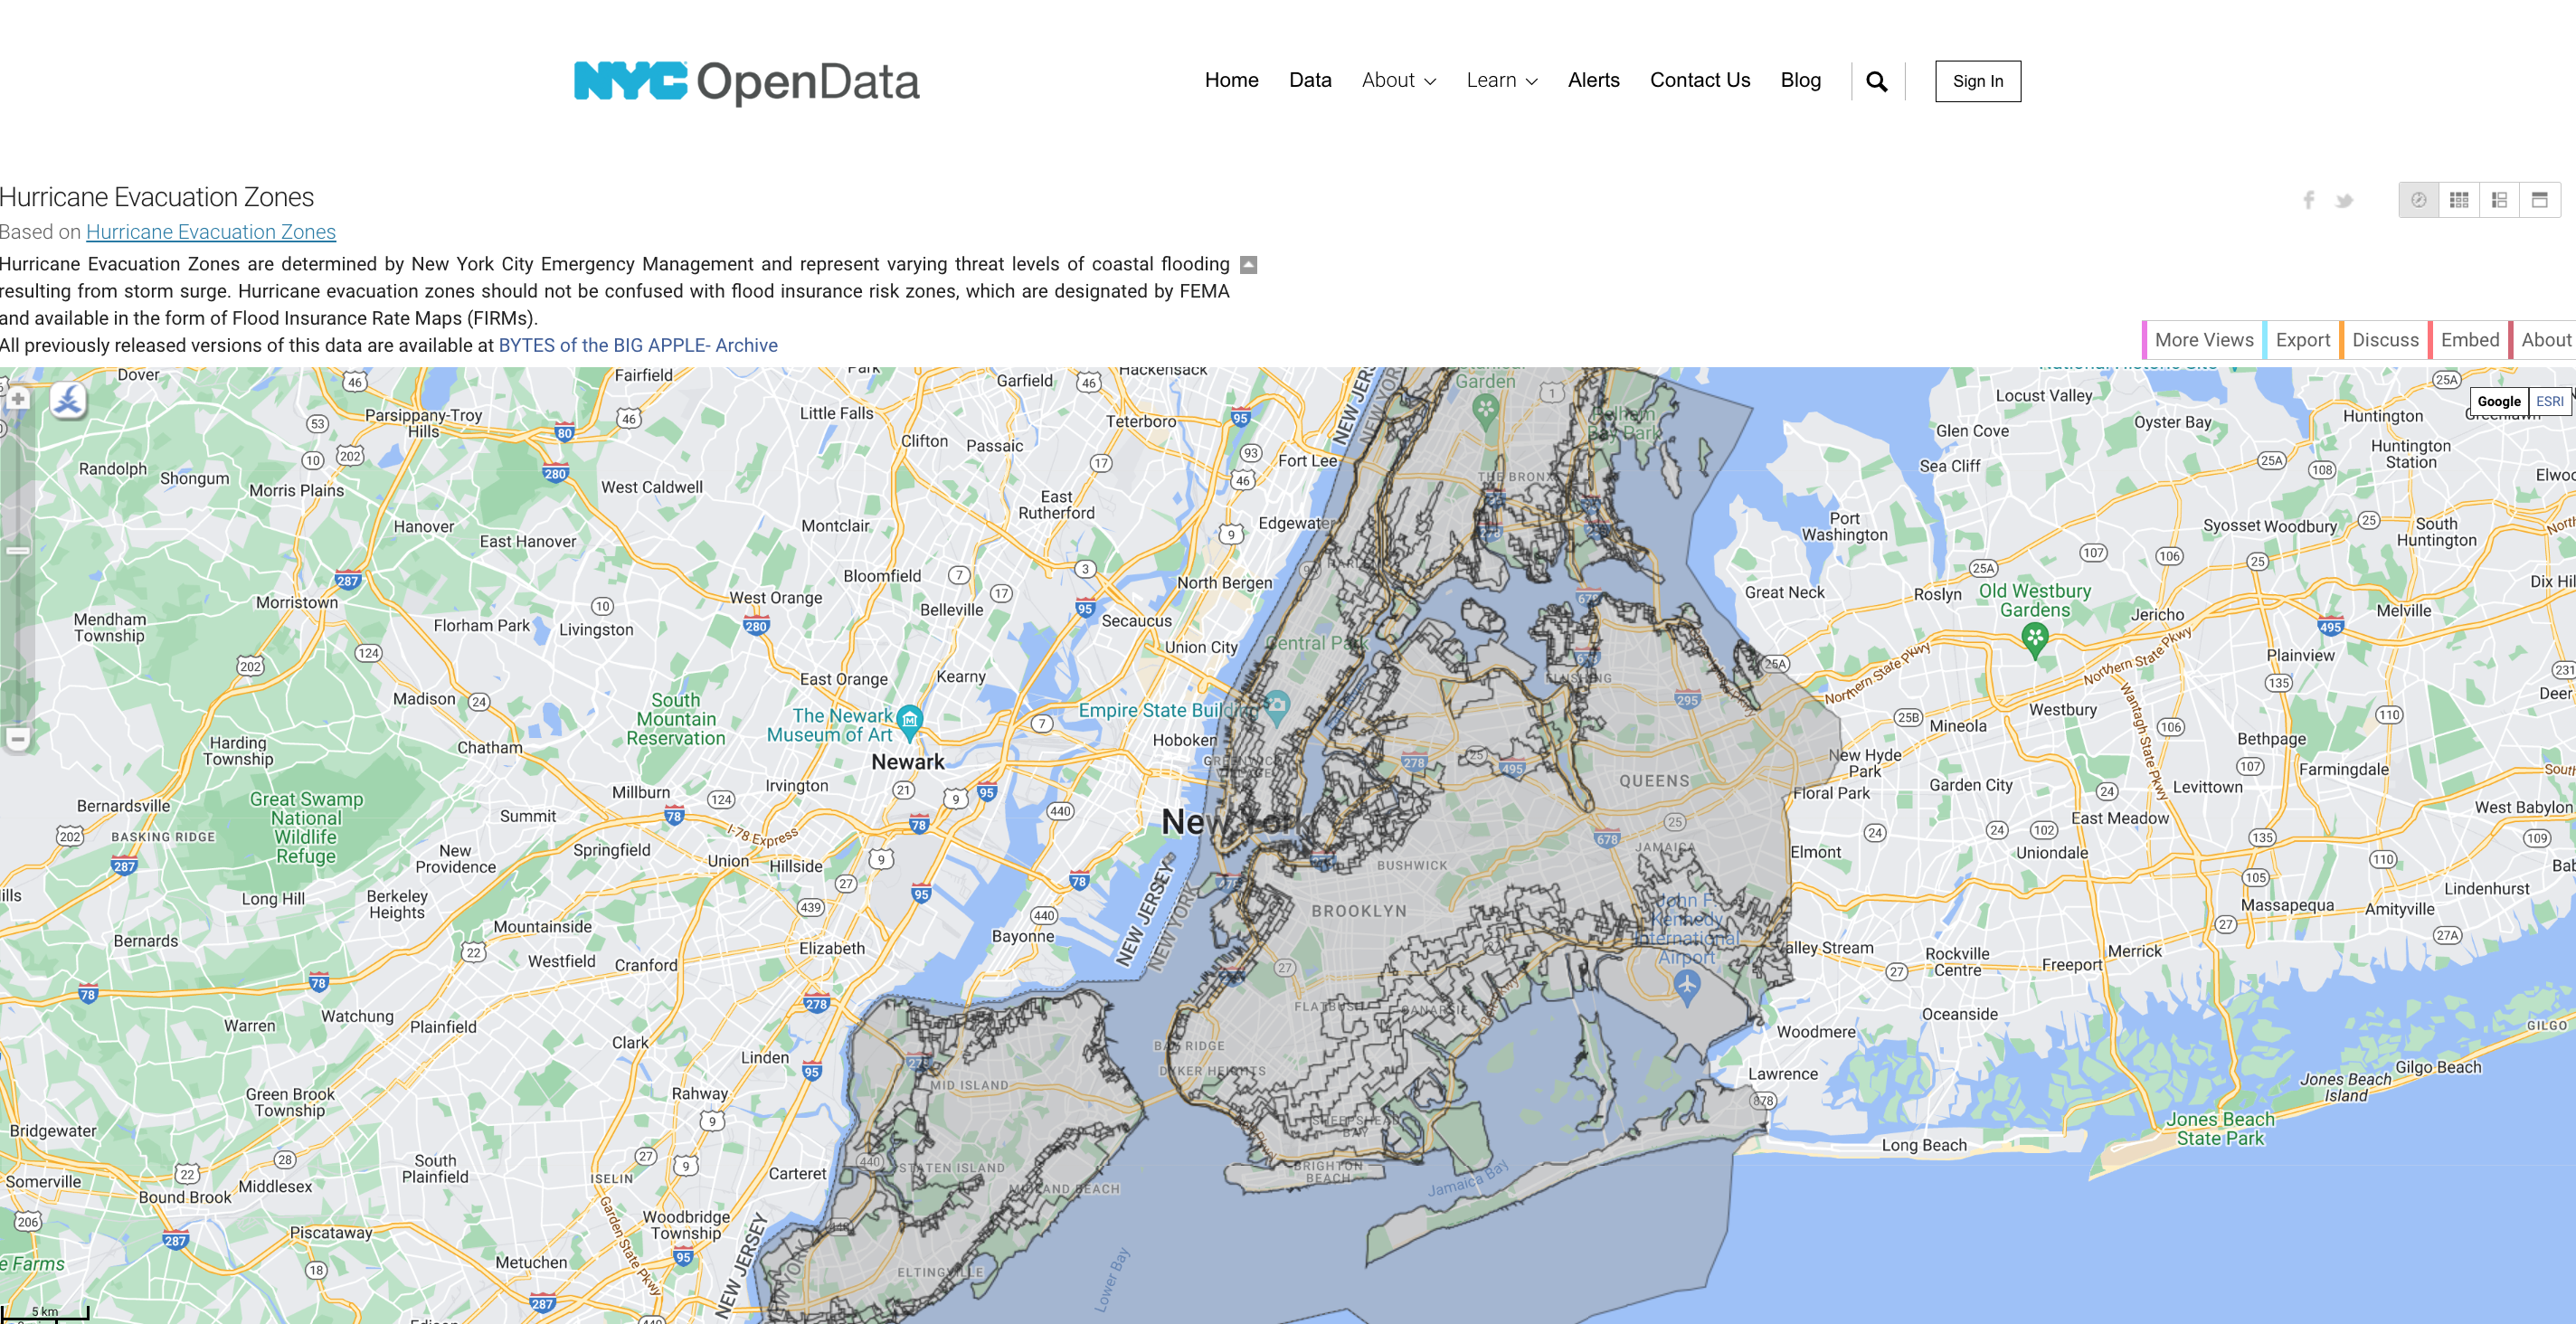 NYC OpenData
Home
Data
About
Learn
Alerts
Contact Us
Blog
Sign In
Hurricane Evacuation Zones
Based on Hurricane Evacuation Zones
Hurricane Evacuation Zones are determined by New York City Emergency Management and represent varying threat levels of coastal flooding
resulting from storm surge. Hurricane evacuation zones should not be confused with flood insurance risk zones, which are designated by FEMA
and available in the form of Flood Insurance Rate Maps (FIRMs).
All previously released versions of this data are available at BYTES of the BIG APPLE- Archive
More Views
Export
Discuss
Embed
About
Google
ESRI
Dover
Fairfield
Garfield
Hackensack
Parsippany-Troy
Hills
Little Falls
Teterboro
Clifton
Passaic
Randolph
Shongum
Morris Plains
West Caldwell
Fort Lee
East
Rutherford
Hanover
East Hanover
Montclair
Edgewater
Bloomfield
North Bergen
Morristown
West Orange
Belleville
Secaucus
Mendham
Township
Florham Park
Livingston
Union City
Madison
East Orange
Kearny
South
Mountain
Reservation
The Newark
Museum of Art
Newark
Empire State Building
Hoboken
Harding
Township
Chatham
Millburn
Irvington
Bernardsville
BASKING RIDGE
Great Swamp
National
Wildlife
Refuge
Summit
Springfield
I-78 Express
Union
Hillside
New York
New
Providence
Long Hill
Berkeley
Heights
Mountainside
Bernards
Westfield
Cranford
Elizabeth
Bayonne
NEW JERSEY
NEW YORK
Warren
Watchung
Plainfield
Clark
Linden
Green Brook
Township
Rahway
Bridgewater
South
Plainfield
Carteret
Somerville
Bound Brook
Middlesex
ISELIN
Piscataway
Woodbridge
Township
Garden State Pkwy
Metuchen
NEW JERSEY
5 km
Garden
THE BRONX
Central Park
FLUSHING
QUEENS
JAMAICA
BUSHWICK
BROOKLYN
John F.
Kennedy
International
Airport
FLATBUSH
CANARSIE
BAY RIDGE
DYKER HEIGHTS
SHEEPSHEAD
BAY
BRIGHTON
BEACH
Jamaica Bay
MID ISLAND
STATEN ISLAND
MIDLAND BEACH
ELTINGVILLE
Lower Bay
Locust Valley
Glen Cove
Sea Cliff
Oyster Bay
Huntington
Huntington
Station
Port
Washington
Syosset
Woodbury
South
Huntington
Great Neck
Roslyn
Old Westbury
Gardens
Jericho
Melville
Northern State Pkwy
Northern State Pkwy
Plainview
Wantagh State Pkwy
Westbury
Mineola
Bethpage
New Hyde
Park
Garden City
Farmingdale
Floral Park
Levittown
West Babylon
East Meadow
Elmont
Uniondale
Lindenhurst
Massapequa
Amityville
Valley Stream
Rockville
Centre
Merrick
Freeport
Oceanside
Woodmere
Lawrence
Long Beach
Jones Beach
Island
Gilgo Beach
GILGO
Jones Beach
State Park